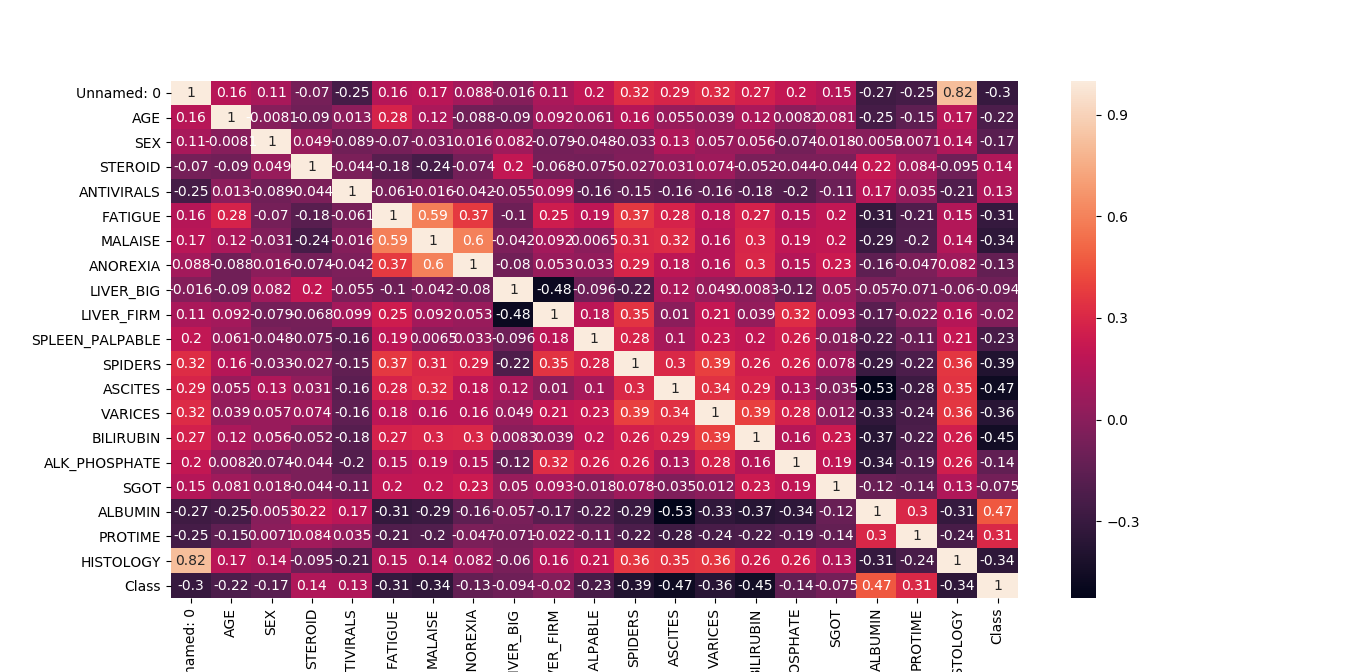 Unnamed: 0 1 0.16 0.11 -0.07 -0.25 0.16 0.17 0.088 -0.016 0.11 0.2 0.32 0.29 0.32 0.27 0.2 0.15 -0.27 -0.25 0.82 -0.3
AGE 0.16 1 -0.0081 -0.09 0.013 0.28 0.12 -0.088 -0.09 0.092 0.061 0.16 0.055 0.039 0.12 0.0082 0.081 -0.25 -0.15 0.17 -0.22
SEX 0.11 -0.0081 1 0.049 -0.089 -0.07 -0.031 0.016 0.082 -0.079 -0.048 -0.033 0.13 0.057 0.056 -0.074 0.018 -0.0053 0.0071 0.14 -0.17
STEROID -0.07 -0.09 0.049 1 -0.044 -0.18 -0.24 -0.074 0.2 -0.068 -0.075 -0.027 0.031 0.074 -0.052 -0.044 -0.044 0.22 0.084 -0.095 0.14
ANTIVIRALS -0.25 0.013 -0.089 -0.044 1 -0.061 -0.016 -0.042 -0.055 0.099 -0.16 -0.15 -0.16 -0.16 -0.18 -0.2 -0.11 0.17 0.035 -0.21 0.13
FATIGUE 0.16 0.28 -0.07 -0.18 -0.061 1 0.59 0.37 -0.1 0.25 0.19 0.37 0.28 0.18 0.27 0.15 0.2 -0.31 -0.21 0.15 -0.31
MALAISE 0.17 0.12 -0.031 -0.24 -0.016 0.59 1 0.6 -0.042 0.092 0.0065 0.31 0.32 0.16 0.3 0.19 0.2 -0.29 -0.2 0.14 -0.34
ANOREXIA 0.088 -0.088 0.016 -0.074 -0.042 0.37 0.6 1 -0.08 0.053 0.033 0.29 0.18 0.16 0.3 0.15 0.23 -0.16 -0.047 0.082 -0.13
LIVER_BIG -0.016 -0.09 0.082 0.2 -0.055 -0.1 -0.042 -0.08 1 -0.48 -0.096 -0.22 0.12 0.049 0.0083 -0.12 0.05 -0.057 -0.071 -0.06 -0.094
LIVER_FIRM 0.11 0.092 -0.079 -0.068 0.099 0.25 0.092 0.053 -0.48 1 0.18 0.35 0.01 0.21 0.039 0.32 0.093 -0.17 -0.022 0.16 -0.02
SPLEEN_PALPABLE 0.2 0.061 -0.048 -0.075 -0.16 0.19 0.0065 0.033 -0.096 0.18 1 0.28 0.1 0.23 0.2 0.26 -0.018 -0.22 -0.11 0.21 -0.23
SPIDERS 0.32 0.16 -0.033 -0.027 -0.15 0.37 0.31 0.29 -0.22 0.35 0.28 1 0.3 0.39 0.26 0.26 0.078 -0.29 -0.22 0.36 -0.39
ASCITES 0.29 0.055 0.13 0.031 -0.16 0.28 0.32 0.18 0.12 0.01 0.1 0.3 1 0.34 0.29 0.13 -0.035 -0.53 -0.28 0.35 -0.47
VARICES 0.32 0.039 0.057 0.074 -0.16 0.18 0.16 0.16 0.049 0.21 0.23 0.39 0.34 1 0.39 0.28 0.012 -0.33 -0.24 0.36 -0.36
BILIRUBIN 0.27 0.12 0.056 -0.052 -0.18 0.27 0.3 0.3 0.0083 0.039 0.2 0.26 0.29 0.39 1 0.16 0.23 -0.37 -0.22 0.26 -0.45
ALK_PHOSPHATE 0.2 0.0082 -0.074 -0.044 -0.2 0.15 0.19 0.15 -0.12 0.32 0.26 0.26 0.13 0.28 0.16 1 0.19 -0.34 -0.19 0.26 -0.14
SGOT 0.15 0.081 0.018 -0.044 -0.11 0.2 0.2 0.23 0.05 0.093 -0.018 0.078 -0.035 0.012 0.23 0.19 1 -0.12 -0.14 0.13 -0.075
ALBUMIN -0.27 -0.25 -0.0053 0.22 0.17 -0.31 -0.29 -0.16 -0.057 -0.17 -0.22 -0.29 -0.53 -0.33 -0.37 -0.34 -0.12 1 0.3 -0.31 0.47
PROTIME -0.25 -0.15 0.0071 0.084 0.035 -0.21 -0.2 -0.047 -0.071 -0.022 -0.11 -0.22 -0.28 -0.24 -0.22 -0.19 -0.14 0.3 1 -0.24 0.31
HISTOLOGY 0.82 0.17 0.14 -0.095 -0.21 0.15 0.14 0.082 -0.06 0.16 0.21 0.36 0.35 0.36 0.26 0.26 0.13 -0.31 -0.24 1 -0.34
Class -0.3 -0.22 -0.17 0.14 0.13 -0.31 -0.34 -0.13 -0.094 -0.02 -0.23 -0.39 -0.47 -0.36 -0.45 -0.14 -0.075 0.47 0.31 -0.34 1
named: 0 AGE SEX STEROID TIVIRALS FATIGUE MALAISE NOREXIA VER_BIG VER_FIRM ALPABLE SPIDERS ASCITES VARICES ILIRUBIN OSPHATE SGOT ALBUMIN PROTIME STOLOGY Class
0.9
0.6
0.3
0.0
−0.3